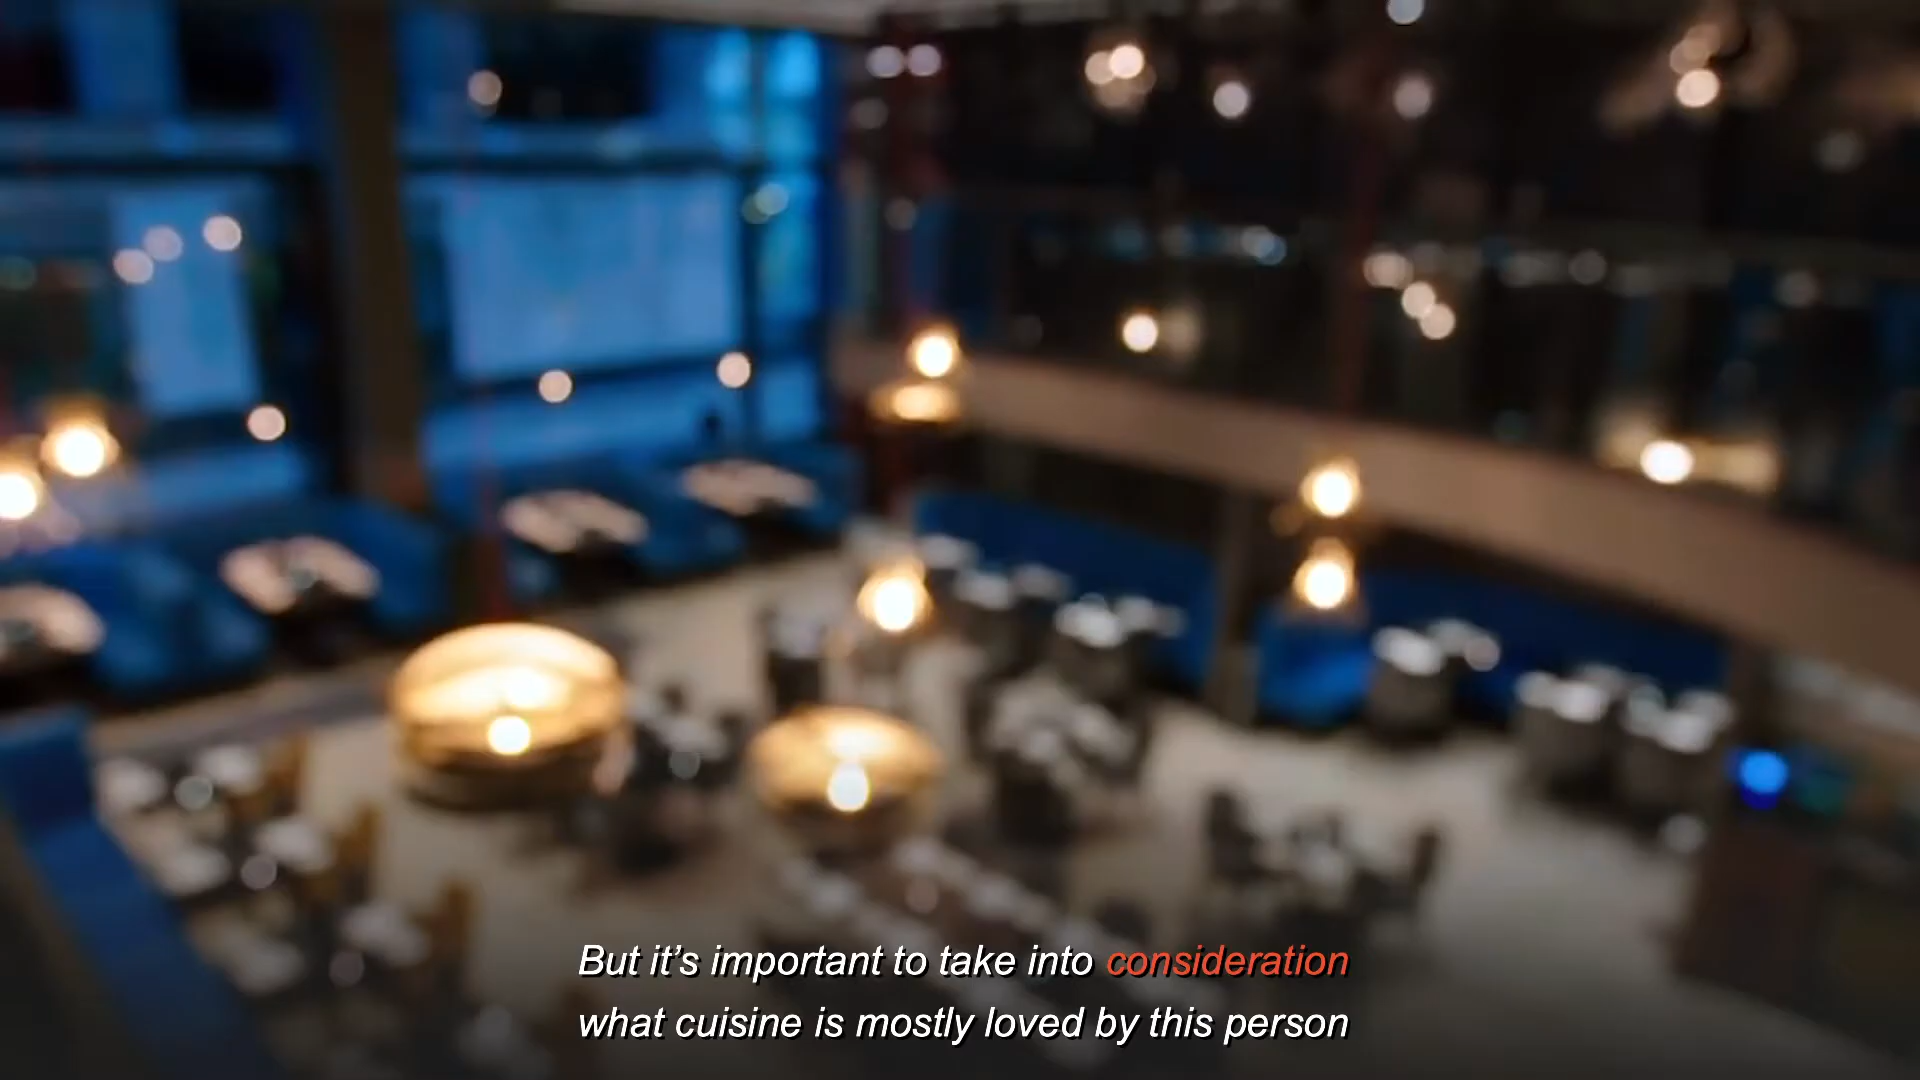 But it’s important to take into consideration
what cuisine is mostly loved by this person